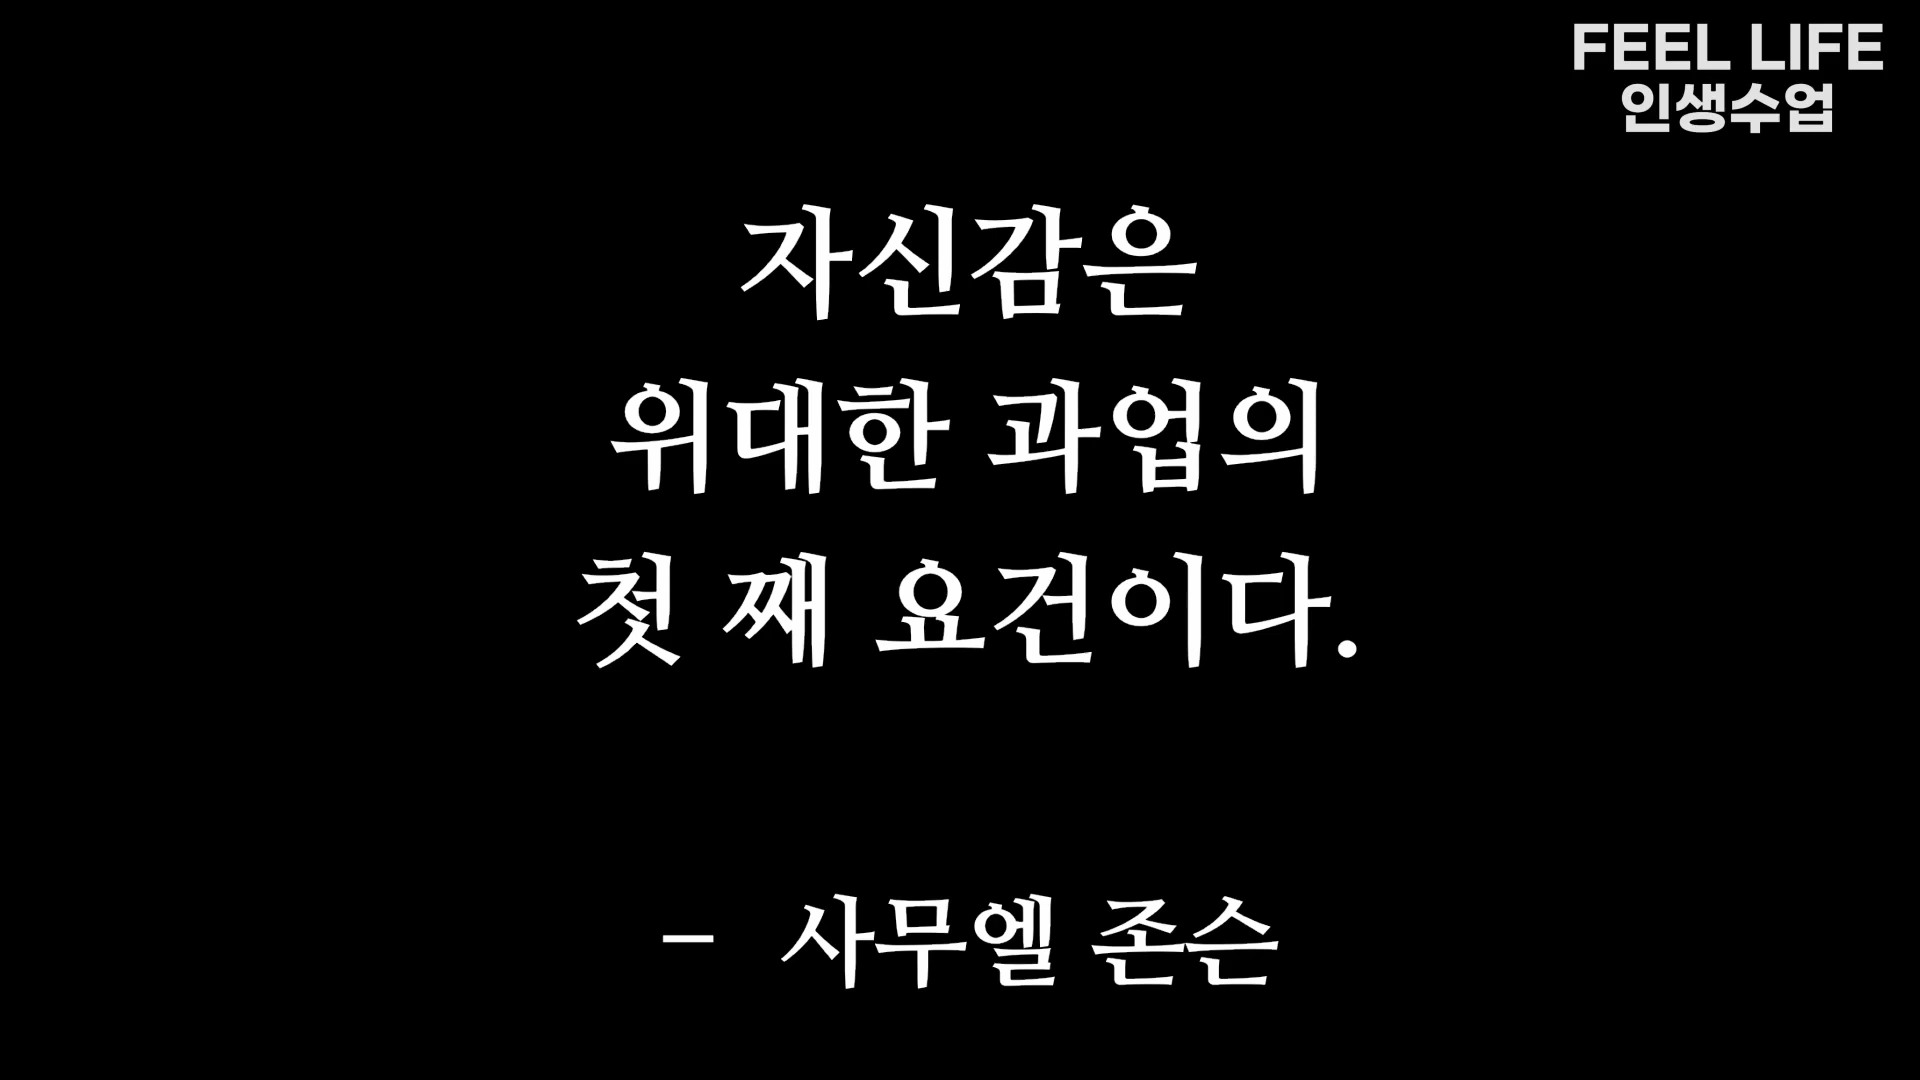 FEEL LIFE
인생수업
자신감은
위대한 과업의
첫 째 요건이다.
- 사무엘 존슨